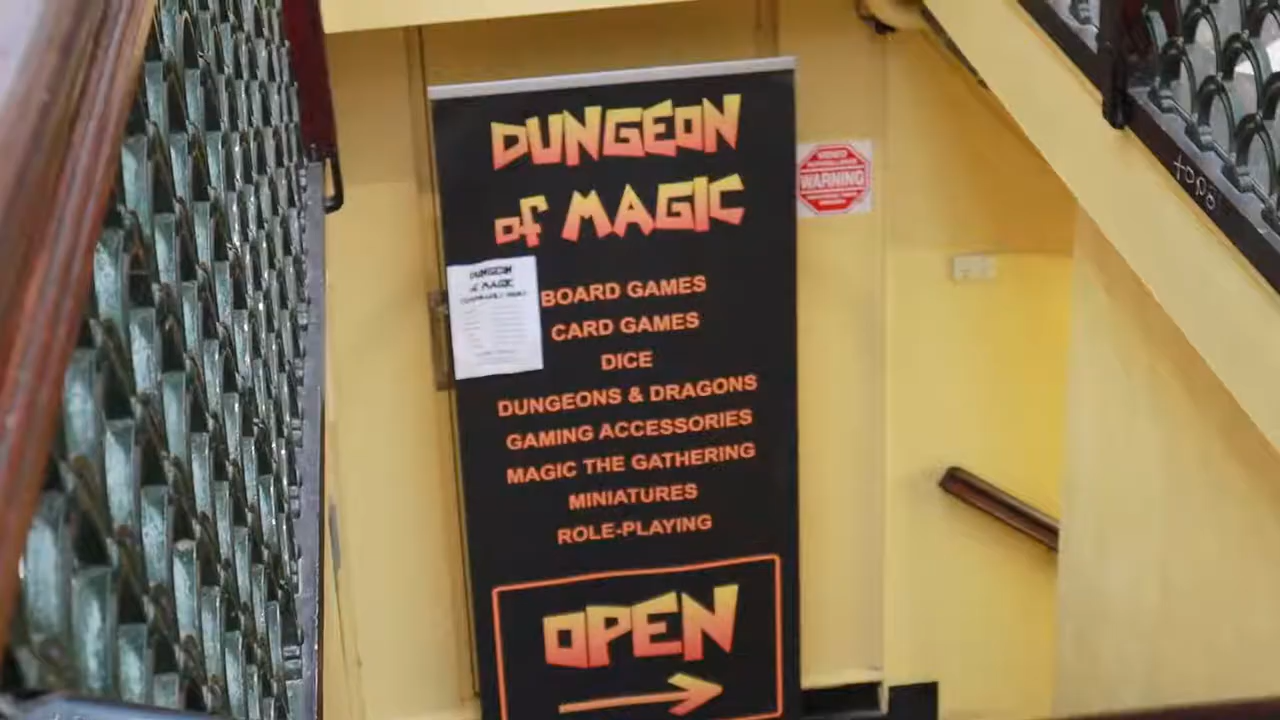 DUNGEON
of MAGIC
WARNING
DUNGEON
of MAGIC
BOARD GAMES
CARD GAMES
DICE
DUNGEONS & DRAGONS
GAMING ACCESSORIES
MAGIC THE GATHERING
MINIATURES
ROLE-PLAYING
OPEN